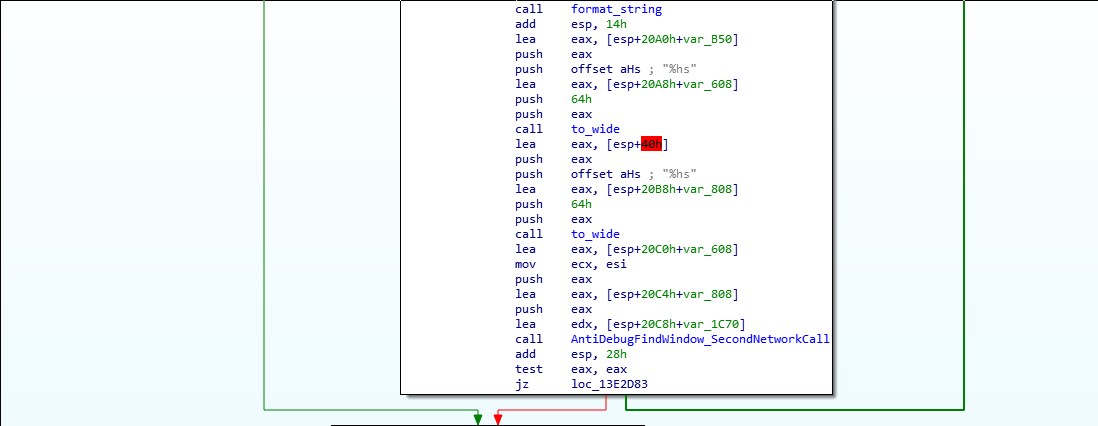 call format_string
add esp, 14h
lea eax, [esp+20A0h+var_B50]
push eax
push offset aHs ; "%hs"
lea eax, [esp+20A8h+var_608]
push 64h
push eax
call to_wide
lea eax, [esp+40h]
push eax
push offset aHs ; "%hs"
lea eax, [esp+20B8h+var_808]
push 64h
push eax
call to_wide
lea eax, [esp+20C0h+var_608]
mov ecx, esi
push eax
lea eax, [esp+20C4h+var_808]
push eax
lea edx, [esp+20C8h+var_1C70]
call AntiDebugFindWindow_SecondNetworkCall
add esp, 28h
test eax, eax
jz loc_13E2D83